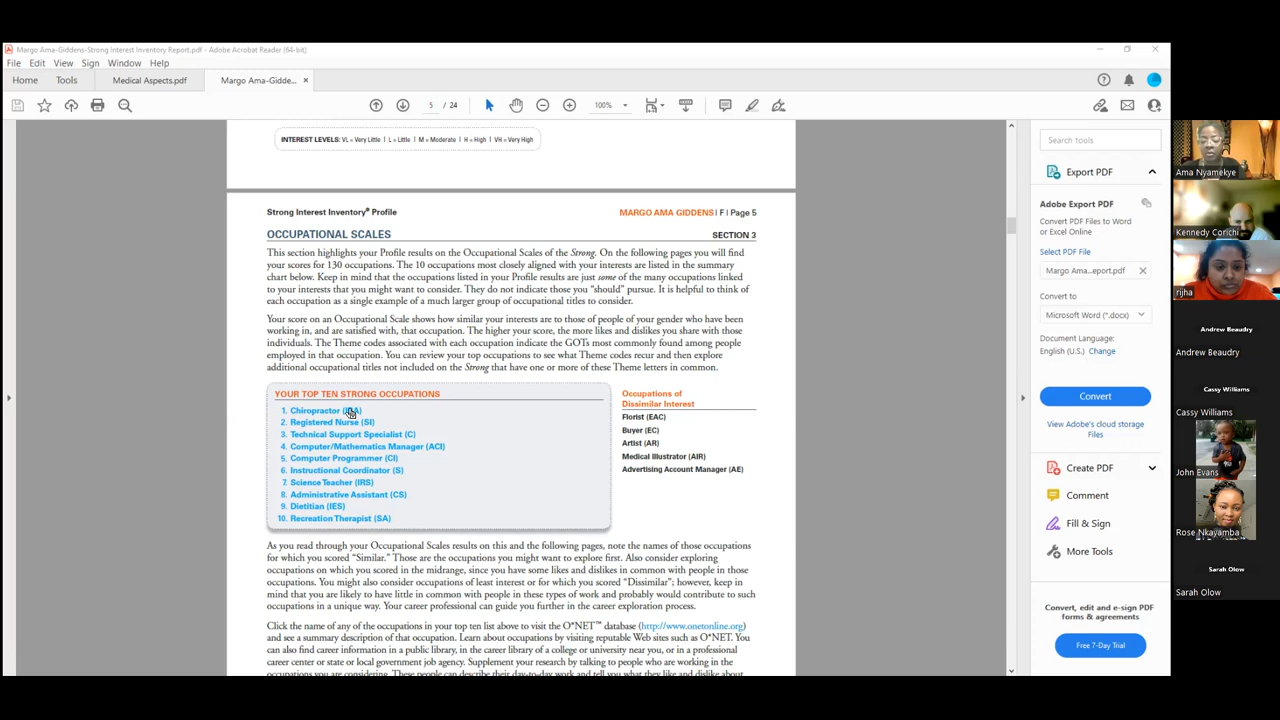 Margo Ama-Giddens-Strong Interest Inventory Report.pdf - Adobe Acrobat Reader (64-bit)
File Edit View Sign Window Help
Home Tools Medical Aspects.pdf Margo Ama-Gidde... ×
5 / 24 100%
INTEREST LEVELS: VL = Very Little | L = Little | M = Moderate | H = High | VH = Very High
Strong Interest Inventory® Profile MARGO AMA GIDDENS | F | Page 5
OCCUPATIONAL SCALES SECTION 3
This section highlights your Profile results on the Occupational Scales of the Strong. On the following pages you will find
your scores for 130 occupations. The 10 occupations most closely aligned with your interests are listed in the summary
chart below. Keep in mind that the occupations listed in your Profile results are just some of the many occupations linked
to your interests that you might want to consider. They do not indicate those you “should” pursue. It is helpful to think of
each occupation as a single example of a much larger group of occupational titles to consider.
Your score on an Occupational Scale shows how similar your interests are to those of people of your gender who have been
working in, and are satisfied with, that occupation. The higher your score, the more likes and dislikes you share with those
individuals. The Theme codes associated with each occupation indicate the GOTs most commonly found among people
employed in that occupation. You can review your top occupations to see what Theme codes recur and then explore
additional occupational titles not included on the Strong that have one or more of these Theme letters in common.
YOUR TOP TEN STRONG OCCUPATIONS
1. Chiropractor
2. Registered Nurse (SI)
3. Technical Support Specialist (C)
4. Computer/Mathematics Manager (ACI)
5. Computer Programmer (CI)
6. Instructional Coordinator (S)
7. Science Teacher (IRS)
8. Administrative Assistant (CS)
9. Dietitian (IES)
10. Recreation Therapist (SA)
Occupations of
Dissimilar Interest
Florist (EAC)
Buyer (EC)
Artist (AR)
Medical Illustrator (AIR)
Advertising Account Manager (AE)
As you read through your Occupational Scales results on this and the following pages, note the names of those occupations
for which you scored “Similar.” Those are the occupations you might want to explore first. Also consider exploring
occupations on which you scored in the midrange, since you have some likes and dislikes in common with people in those
occupations. You might also consider occupations of least interest or for which you scored “Dissimilar”; however, keep in
mind that you are likely to have little in common with people in these types of work and probably would contribute to such
occupations in a unique way. Your career professional can guide you further in the career exploration process.
Click the name of any of the occupations in your top ten list above to visit the O*NET™ database (http://www.onetonline.org)
and see a summary description of that occupation. Learn about occupations by visiting reputable Web sites such as O*NET. You
can also find career information in a public library, in the career library of a college or university near you, or in a professional
career center or state or local government job agency. Supplement your research by talking to people who are working in the
occupations you are considering. These people can describe their day-to-day work and tell you what they like and dislike about
Search tools
Export PDF
Adobe Export PDF
Convert PDF Files to Word
or Excel Online
Select PDF File
Margo Ama...eport.pdf ×
Convert to
Microsoft Word (*.docx)
Document Language:
English (U.S.) Change
Convert
View Adobe's cloud storage
Files
Create PDF
Comment
Fill & Sign
More Tools
Convert, edit and e-sign PDF
forms & agreements
Free 7-Day Trial
Ama Nyamekye
Kennedy Corichi
rijha
Andrew Beaudry
Andrew Beaudry
Cassy Williams
Cassy Williams
John Evans
Rose Nkayamba
Sarah Olow
Sarah Olow